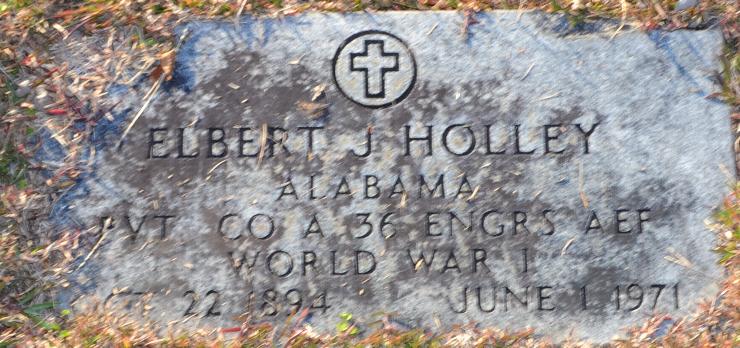 ELBERT J HOLLEY
ALABAMA
PVT CO A 36 ENGRS AEF
WORLD WAR I
22 1894 JUNE 1 1971